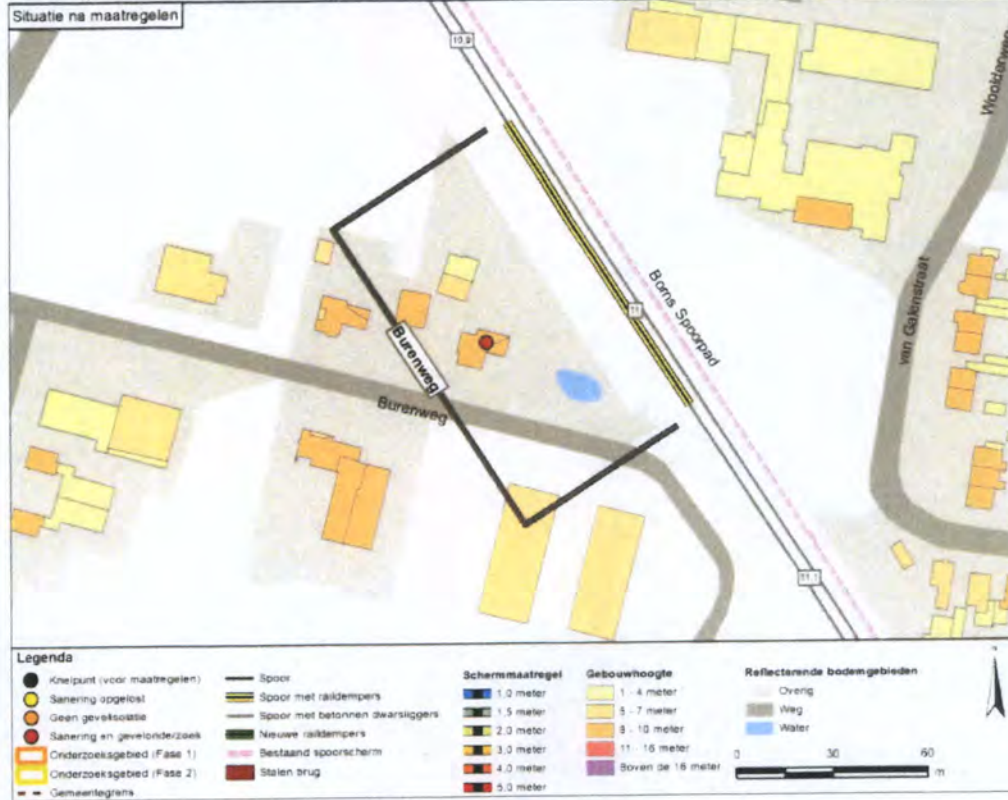 Situatie na maatregelen
10,9
Woolderweg
Borns Spoorpad
11
van Galenstraat
Burenweg
Burenweg
11,1
Legenda
Knelpunt (voor maatregelen)
Sanering opgelost
Geen gevelisolatie
Sanering en gevelonderzoek
Onderzoeksgebied (Fase 1)
Onderzoeksgebied (Fase 2)
Gemeentegrens
Spoor
Spoor met raildempers
Spoor met betonnen dwarsliggers
Nieuwe raildempers
Bestaand spoorscherm
Stalen brug
Schermmaatregel
1,0 meter
1,5 meter
2,0 meter
3,0 meter
4,0 meter
5,0 meter
Gebouwhoogte
1 - 4 meter
5 - 7 meter
8 - 10 meter
11 - 16 meter
Boven de 16 meter
Reflecterende bodemgebieden
Overig
Weg
Water
0 30 60
m